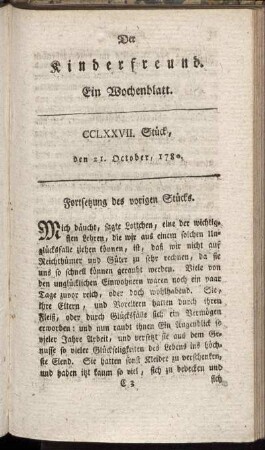 Der
Kinderfreund.
Ein Wochenblatt.
CCLXXVII. Stück,
den 21. October, 1780.
Fortsetzung des vorigen Stücks.
Mich däucht, sagte Lottchen, eine der wichtig-
sten Lehren, die wir aus einem solchen Un-
glücksfalle ziehen können, ist, daß wir nicht auf
Reichthümer und Güter zu sehr rechnen, da sie
uns so schnell können geraubt werden. Viele von
den unglücklichen Einwohnern waren noch ein paar
Tage zuvor reich, oder doch wohlhabend. Sie,
ihre Eltern, und Voreltern hatten durch ihren
Fleiß, oder durch Glücksfälle sich ein Vermögen
erworben: und nun raubt ihnen Ein Augenblick so
vieler Jahre Arbeit, und versetzt sie aus dem Ge-
nusse so vieler Glückseligkeiten des Lebens ins höch-
ste Elend. Sie hatten sonst Kleider zu verschenken,
und haben itzt kaum so viel, sich zu bedecken und
C 3
sich